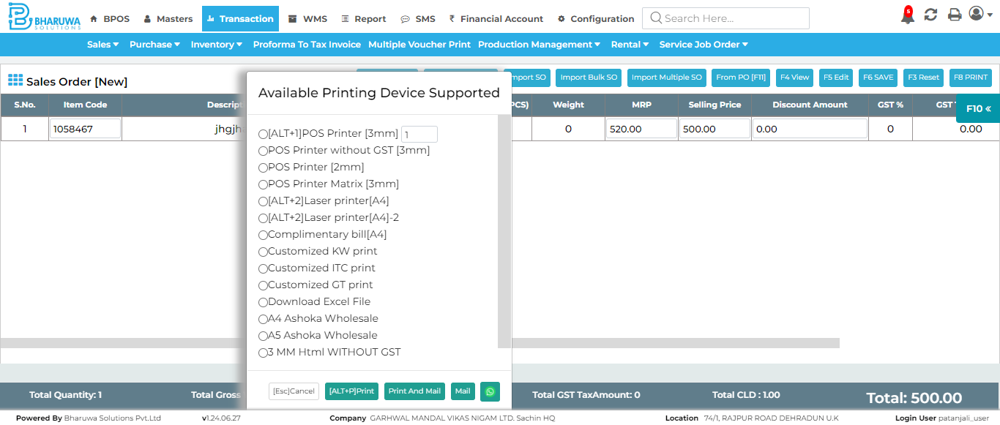 BHARUWA
SOLUTIONS
BPOS Masters Transaction WMS Report SMS ₹ Financial Account Configuration Search Here... 5
Sales Purchase Inventory Proforma To Tax Invoice Multiple Voucher Print Production Management Rental Service Job Order
Sales Order [New]
SO Import Bulk SO Import Multiple SO From PO [F11] F4 View F5 Edit F6 SAVE F3 Reset F8 PRINT
S.No. Item Code PCS) Weight MRP Selling Price Discount Amount GST % GST
F10 «
1 1058467 0 520.00 500.00 0.00 0 0.00
Available Printing Device Supported
[ALT+1]POS Printer [3mm] 1
POS Printer without GST [3mm]
POS Printer [2mm]
POS Printer Matrix [3mm]
[ALT+2]Laser printer[A4]
[ALT+2]Laser printer[A4]-2
Complimentary bill[A4]
Customized KW print
Customized ITC print
Customized GT print
Download Excel File
A4 Ashoka Wholesale
A5 Ashoka Wholesale
3 MM Html WITHOUT GST
[Esc]Cancel [ALT+P]Print Print And Mail Mail
Total Quantity: 1 Total Gross Total GST TaxAmount: 0 Total CLD : 1.00 Total: 500.00
Powered By Bharuwa Solutions Pvt.Ltd v1.24.06.27 Company GARHWAL MANDAL VIKAS NIGAM LTD. Sachin HQ Location 74/1, RAJPUR ROAD DEHRADUN U.K Login User patanjali_user